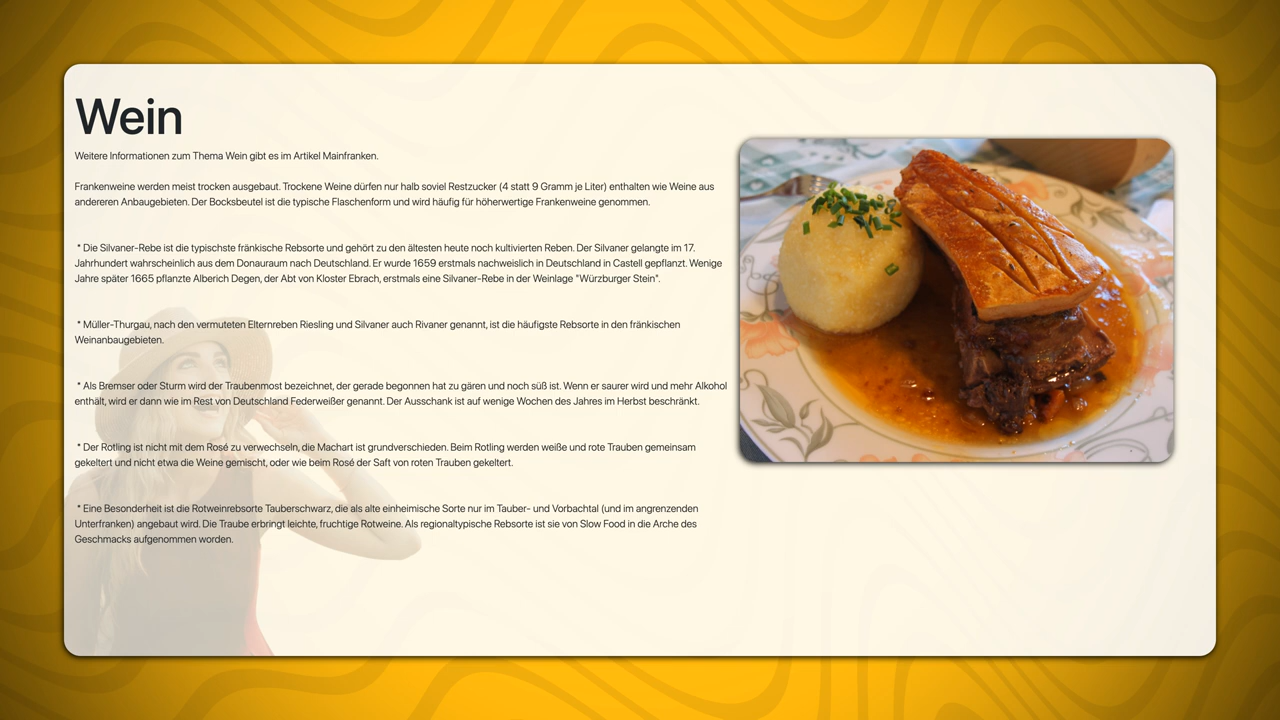 Wein
Weitere Informationen zum Thema Wein gibt es im Artikel Mainfranken.
Frankenweine werden meist trocken ausgebaut. Trockene Weine dürfen nur halb soviel Restzucker (4 statt 9 Gramm je Liter) enthalten wie Weine aus
andereren Anbaugebieten. Der Bocksbeutel ist die typische Flaschenform und wird häufig für höherwertige Frankenweine genommen.
* Die Silvaner-Rebe ist die typischste fränkische Rebsorte und gehört zu den ältesten heute noch kultivierten Reben. Der Silvaner gelangte im 17.
Jahrhundert wahrscheinlich aus dem Donauraum nach Deutschland. Er wurde 1659 erstmals nachweislich in Deutschland in Castell gepflanzt. Wenige
Jahre später 1665 pflanzte Alberich Degen, der Abt von Kloster Ebrach, erstmals eine Silvaner-Rebe in der Weinlage "Würzburger Stein".
* Müller-Thurgau, nach den vermuteten Elternreben Riesling und Silvaner auch Rivaner genannt, ist die häufigste Rebsorte in den fränkischen
Weinanbaugebieten.
* Als Bremser oder Sturm wird der Traubenmost bezeichnet, der gerade begonnen hat zu gären und noch süß ist. Wenn er saurer wird und mehr Alkohol
enthält, wird er dann wie im Rest von Deutschland Federweißer genannt. Der Ausschank ist auf wenige Wochen des Jahres im Herbst beschränkt.
* Der Rotling ist nicht mit dem Rosé zu verwechseln, die Machart ist grundverschieden. Beim Rotling werden weiße und rote Trauben gemeinsam
gekeltert und nicht etwa die Weine gemischt, oder wie beim Rosé der Saft von roten Trauben gekeltert.
* Eine Besonderheit ist die Rotweinrebsorte Tauberschwarz, die als alte einheimische Sorte nur im Tauber- und Vorbachtal (und im angrenzenden
Unterfranken) angebaut wird. Die Traube erbringt leichte, fruchtige Rotweine. Als regionaltypische Rebsorte ist sie von Slow Food in die Arche des
Geschmacks aufgenommen worden.